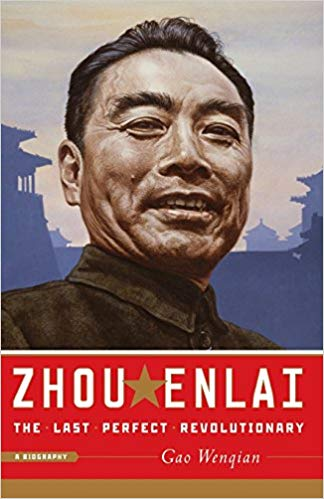 ZHOU ENLAI
THE LAST PERFECT REVOLUTIONARY
A BIOGRAPHY
Gao Wenqian